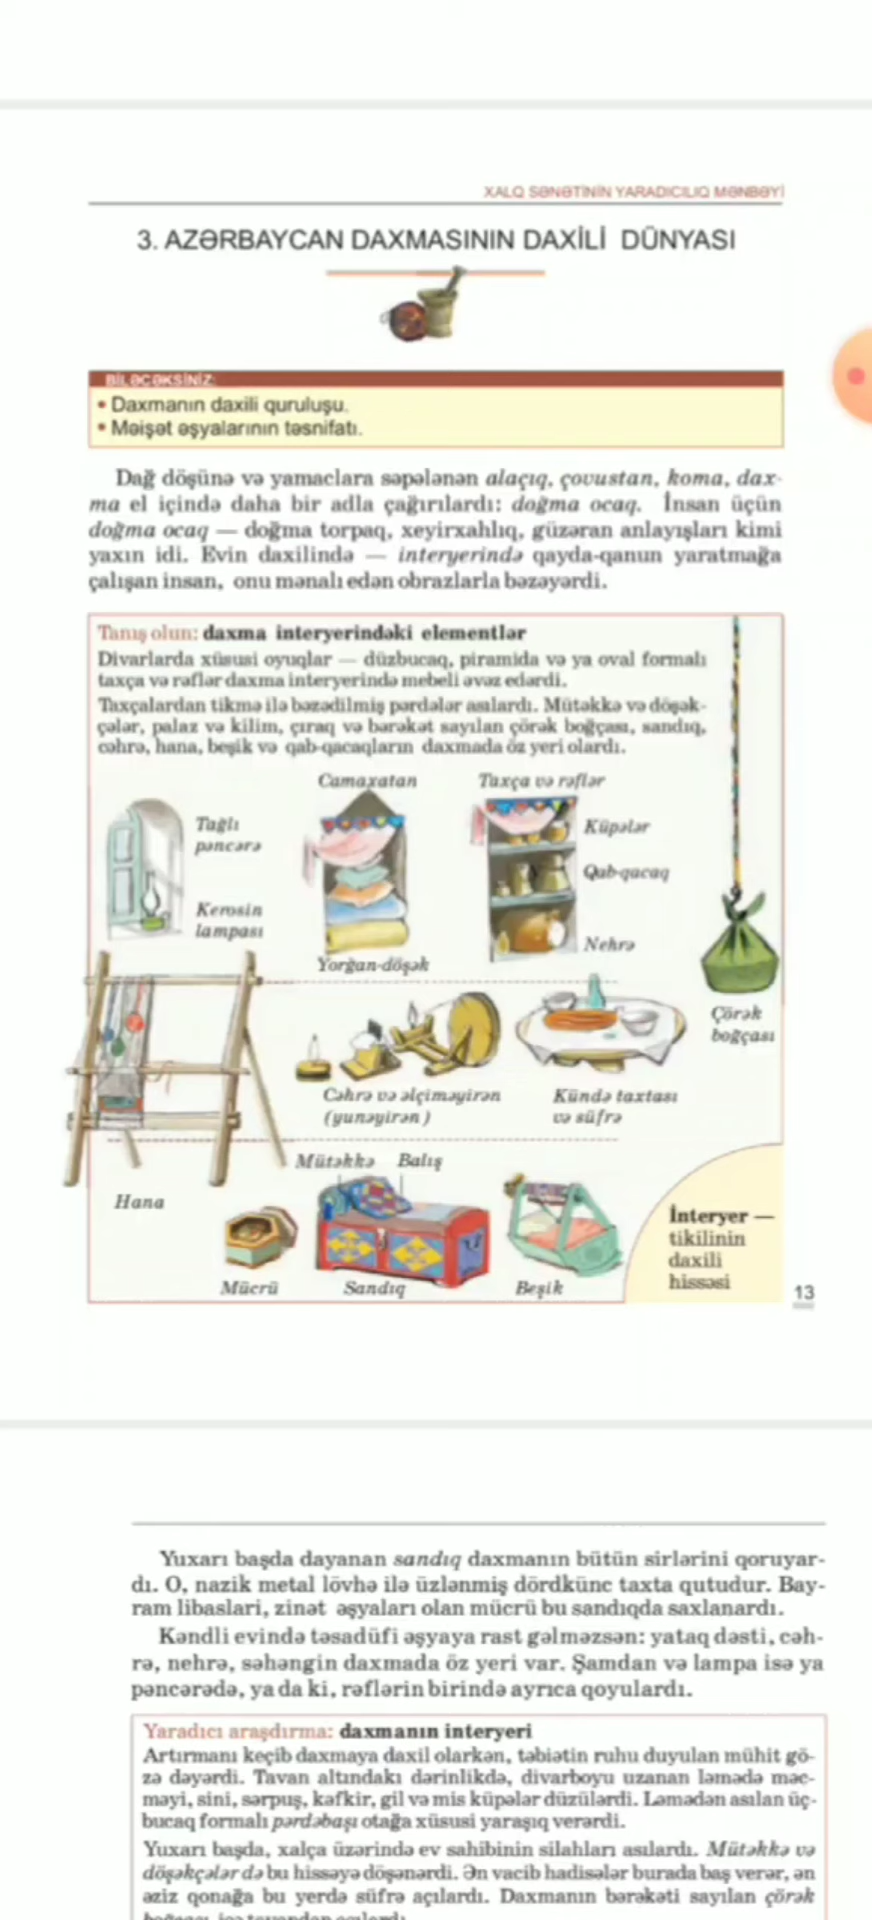 XALQ SƏNƏTİNİN YARADICILIQ MƏNBƏYİ
3. AZƏRBAYCAN DAXMASININ DAXİLİ DÜNYASI
BİLƏCƏKSİNİZ:
• Daxmanın daxili quruluşu.
• Məişət əşyalarının təsnifatı.
Dağ döşünə və yamaclara səpələnən alaçıq, çovustan, koma, dax-
ma el içində daha bir adla çağırılardı: doğma ocaq. İnsan üçün
doğma ocaq — doğma torpaq, xeyirxahlıq, güzəran anlayışları kimi
yaxın idi. Evin daxilində — interyerində qayda-qanun yaratmağa
çalışan insan, onu mənalı edən obrazlarla bəzəyərdi.
Tanış olun: daxma interyerindəki elementlər
Divarlarda xüsusi oyuqlar — düzbucaq, piramida və ya oval formalı
taxça və rəflər daxma interyerində mebeli əvəz edərdi.
Taxçalardan tikmə ilə bəzədilmiş pərdələr asılardı. Mütəkkə və döşək-
çələr, palaz və kilim, çıraq və bərəkət sayılan çörək boğçası, sandıq,
cəhrə, hana, beşik və qab-qacaqların daxmada öz yeri olardı.
Camaxatan
Taxça və rəflər
Tağlı
pəncərə
Küpələr
Qab-qacaq
Kerosin
lampası
Nehrə
Yorğan-döşək
Çörək
boğçası
Cəhrə və əlçiməyirən
(yunəyirən)
Kündə taxtası
və süfrə
Mütəkkə Balış
Hana
İnteryer —
tikilinin
daxili
hissəsi
Mücrü
Sandıq
Beşik
13
Yuxarı başda dayanan sandıq daxmanın bütün sirlərini qoruyar-
dı. O, nazik metal lövhə ilə üzlənmiş dördkünc taxta qutudur. Bay-
ram libaslari, zinət əşyaları olan mücrü bu sandıqda saxlanardı.
Kəndli evində təsadüfi əşyaya rast gəlməzsən: yataq dəsti, cəh-
rə, nehrə, səhəngin daxmada öz yeri var. Şamdan və lampa isə ya
pəncərədə, ya da ki, rəflərin birində ayrıca qoyulardı.
Yaradıcı araşdırma: daxmanın interyeri
Artırmanı keçib daxmaya daxil olarkən, təbiətin ruhu duyulan mühit gö-
zə dəyərdi. Tavan altındakı dərinlikdə, divarboyu uzanan ləmədə məc-
məyi, sini, sərpuş, kəfkir, gil və mis küpələr düzülərdi. Ləmədən asılan üç-
bucaq formalı pərdəbaşı otağa xüsusi yaraşıq verərdi.
Yuxarı başda, xalça üzərində ev sahibinin silahları asılardı. Mütəkkə və
döşəkçələr də bu hissəyə döşənərdi. Ən vacib hadisələr burada baş verər, ən
əziz qonağa bu yerdə süfrə açılardı. Daxmanın bərəkəti sayılan çörək